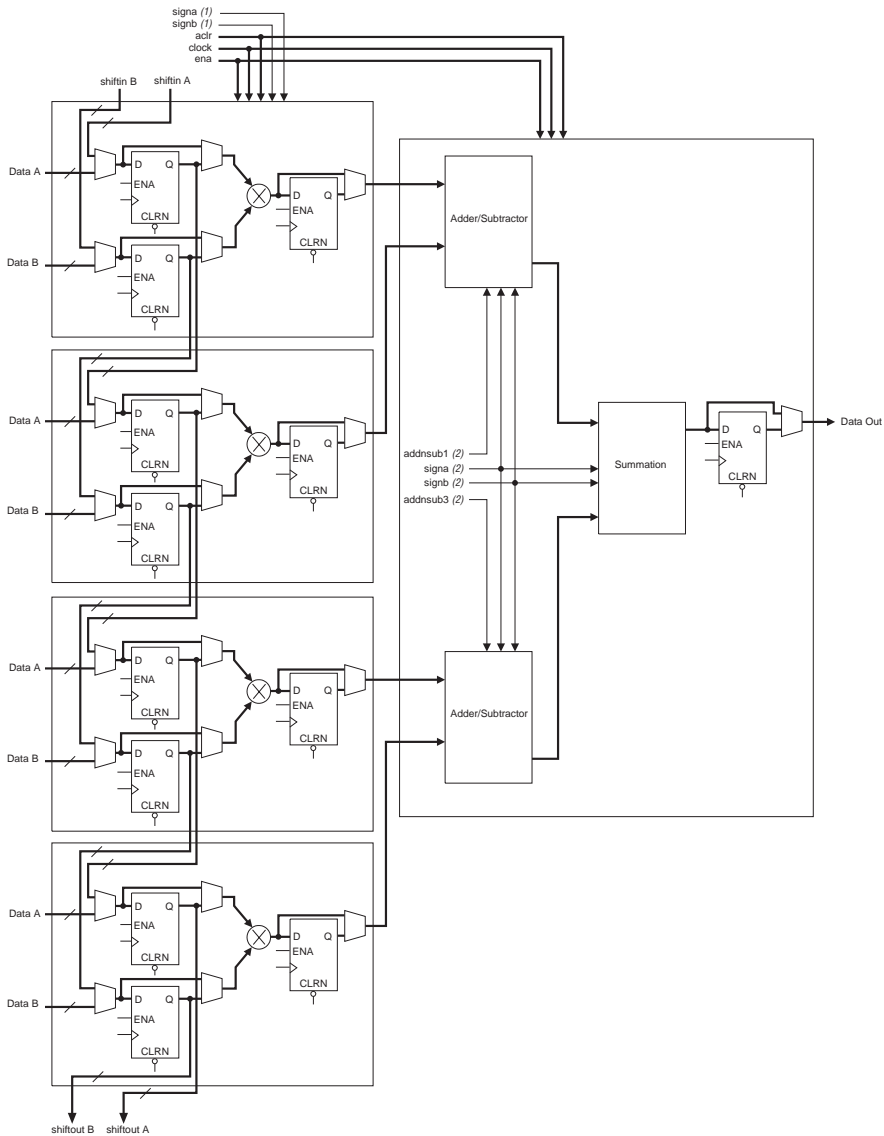 signa (1)
signb (1)
aclr
clock
ena
shiftin B
shiftin A
Data A
D Q
ENA
CLRN
D Q
ENA
CLRN
Data B
D Q
ENA
CLRN
Adder/Subtractor
Data A
D Q
ENA
CLRN
D Q
ENA
CLRN
Data B
D Q
ENA
CLRN
addnsub1 (2)
signa (2)
signb (2)
addnsub3 (2)
Summation
D Q
ENA
CLRN
Data Out
Data A
D Q
ENA
CLRN
D Q
ENA
CLRN
Data B
D Q
ENA
CLRN
Adder/Subtractor
Data A
D Q
ENA
CLRN
D Q
ENA
CLRN
Data B
D Q
ENA
CLRN
shiftout B
shiftout A